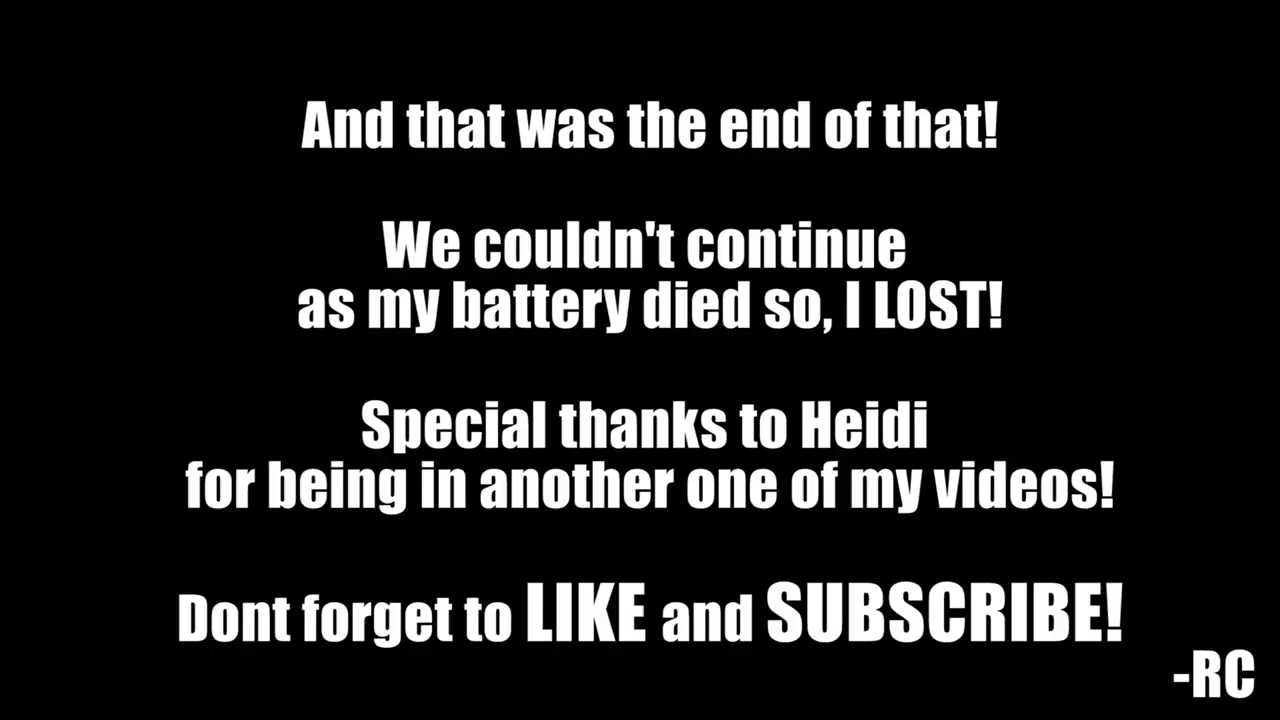 And that was the end of that!
We couldn't continue
as my battery died so, I LOST!
Special thanks to Heidi
for being in another one of my videos!
Dont forget to LIKE and SUBSCRIBE!
-RC